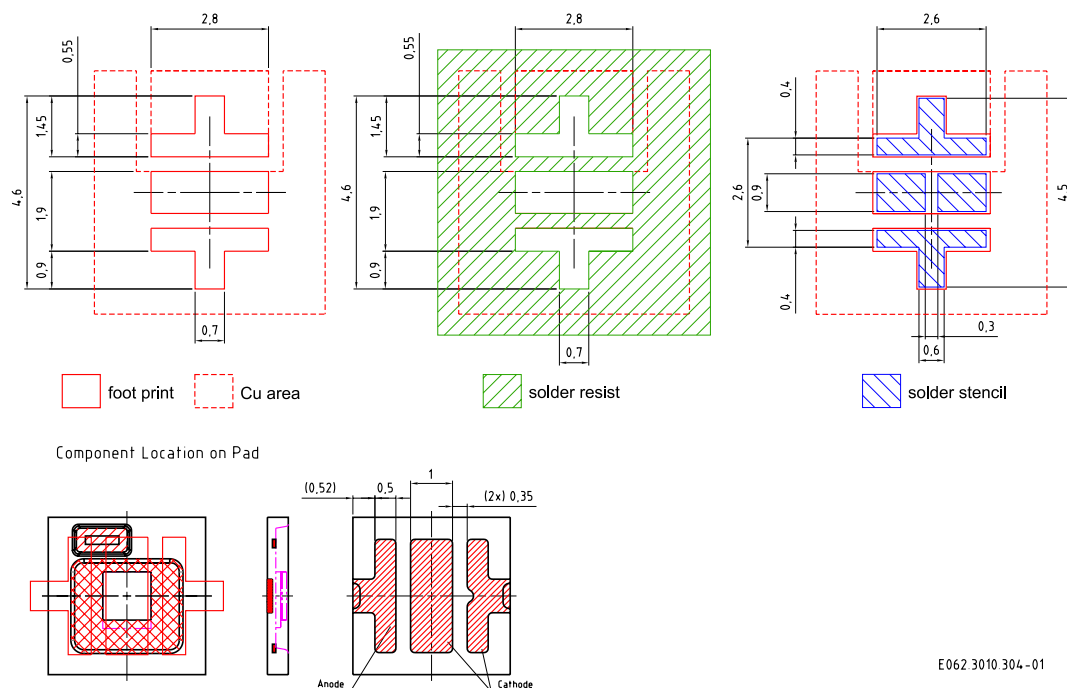 2,8
0,55
1,45
4,6
1,9
0,9
0,7
2,8
0,55
1,45
4,6
1,9
0,9
0,7
2,6
0,4
2,6
0,9
4,5
0,4
0,3
0,6
foot print
Cu area
solder resist
solder stencil
Component Location on Pad
1
(0,52)
0,5
(2x) 0,35
Anode
Cathode
E062.3010.304-01